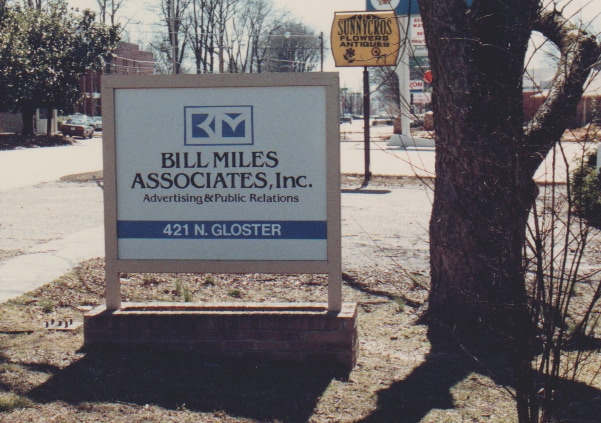 SUNNYCROS
FLOWERS
ANTIQUES
BM
BILL MILES
ASSOCIATES, Inc.
Advertising & Public Relations
421 N. GLOSTER